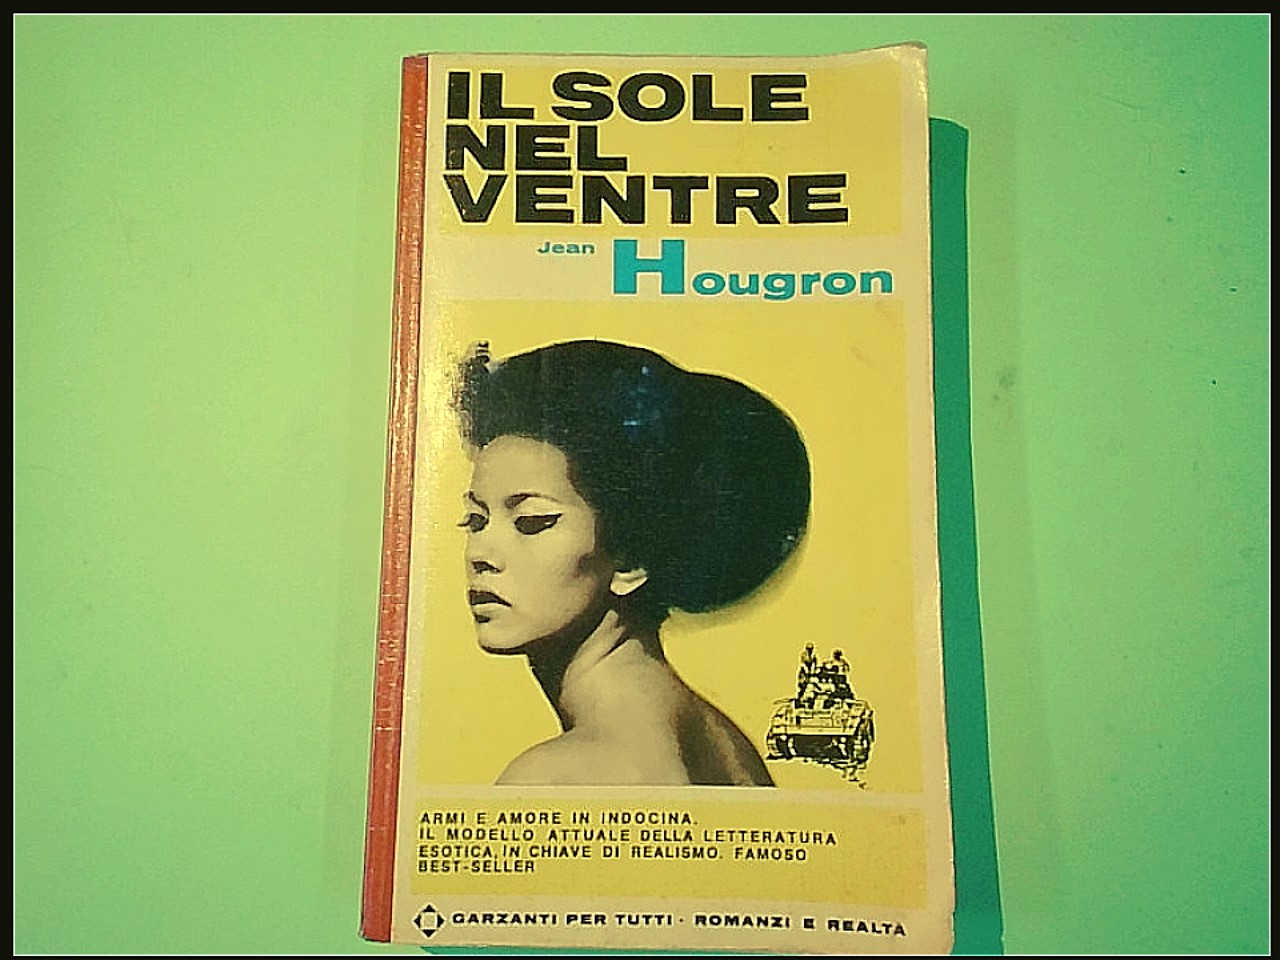 IL SOLE
NEL
VENTRE
Jean Hougron
ARMI E AMORE IN INDOCINA.
IL MODELLO ATTUALE DELLA LETTERATURA
ESOTICA, IN CHIAVE DI REALISMO. FAMOSO
BEST-SELLER
GARZANTI PER TUTTI · ROMANZI E REALTÀ